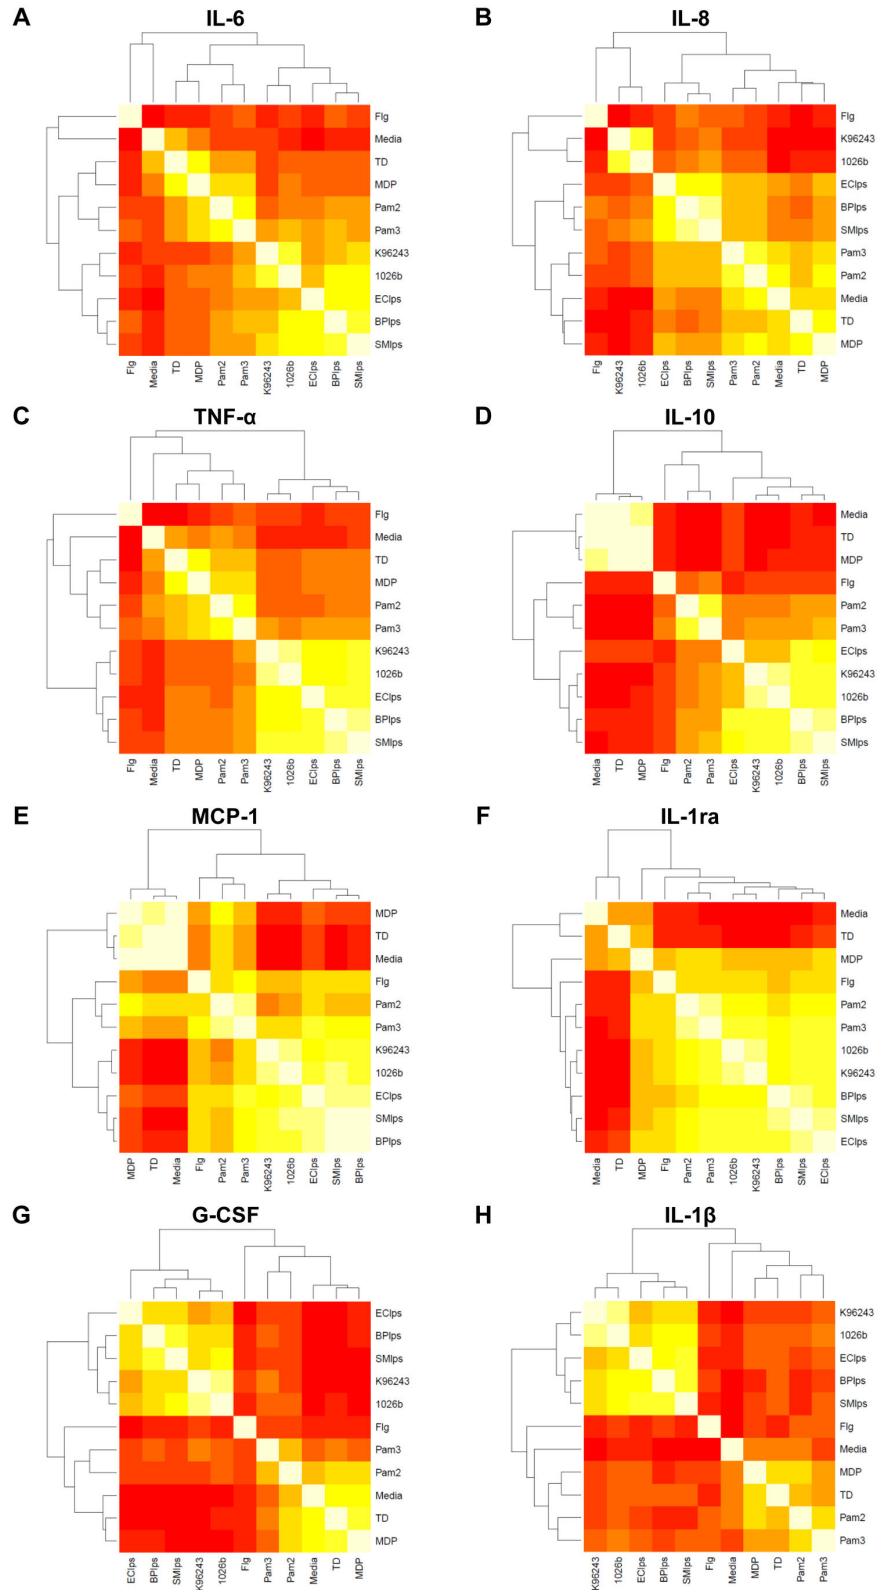 A
IL-6
Flg
Media
TD
MDP
Pam2
Pam3
K96243
1026b
EClps
BPlps
SMlps
Flg
Media
TD
MDP
Pam2
Pam3
K96243
1026b
EClps
BPlps
SMlps
B
IL-8
Flg
K96243
1026b
EClps
BPlps
SMlps
Pam3
Pam2
Media
TD
MDP
Flg
K96243
1026b
EClps
BPlps
SMlps
Pam3
Pam2
Media
TD
MDP
C
TNF-α
Flg
Media
TD
MDP
Pam2
Pam3
K96243
1026b
EClps
BPlps
SMlps
Flg
Media
TD
MDP
Pam2
Pam3
K96243
1026b
EClps
BPlps
SMlps
D
IL-10
Media
TD
MDP
Flg
Pam2
Pam3
EClps
K96243
1026b
BPlps
SMlps
Media
TD
MDP
Flg
Pam2
Pam3
EClps
K96243
1026b
BPlps
SMlps
E
MCP-1
MDP
TD
Media
Flg
Pam2
Pam3
K96243
1026b
EClps
SMlps
BPlps
MDP
TD
Media
Flg
Pam2
Pam3
K96243
1026b
EClps
SMlps
BPlps
F
IL-1ra
Media
TD
MDP
Flg
Pam2
Pam3
1026b
K96243
BPlps
SMlps
EClps
Media
TD
MDP
Flg
Pam2
Pam3
1026b
K96243
BPlps
SMlps
EClps
G
G-CSF
EClps
BPlps
SMlps
K96243
1026b
Flg
Pam3
Pam2
Media
TD
MDP
EClps
BPlps
SMlps
K96243
1026b
Flg
Pam3
Pam2
Media
TD
MDP
H
IL-1β
K96243
1026b
EClps
BPlps
SMlps
Flg
Media
MDP
TD
Pam2
Pam3
K96243
1026b
EClps
BPlps
SMlps
Flg
Media
MDP
TD
Pam2
Pam3